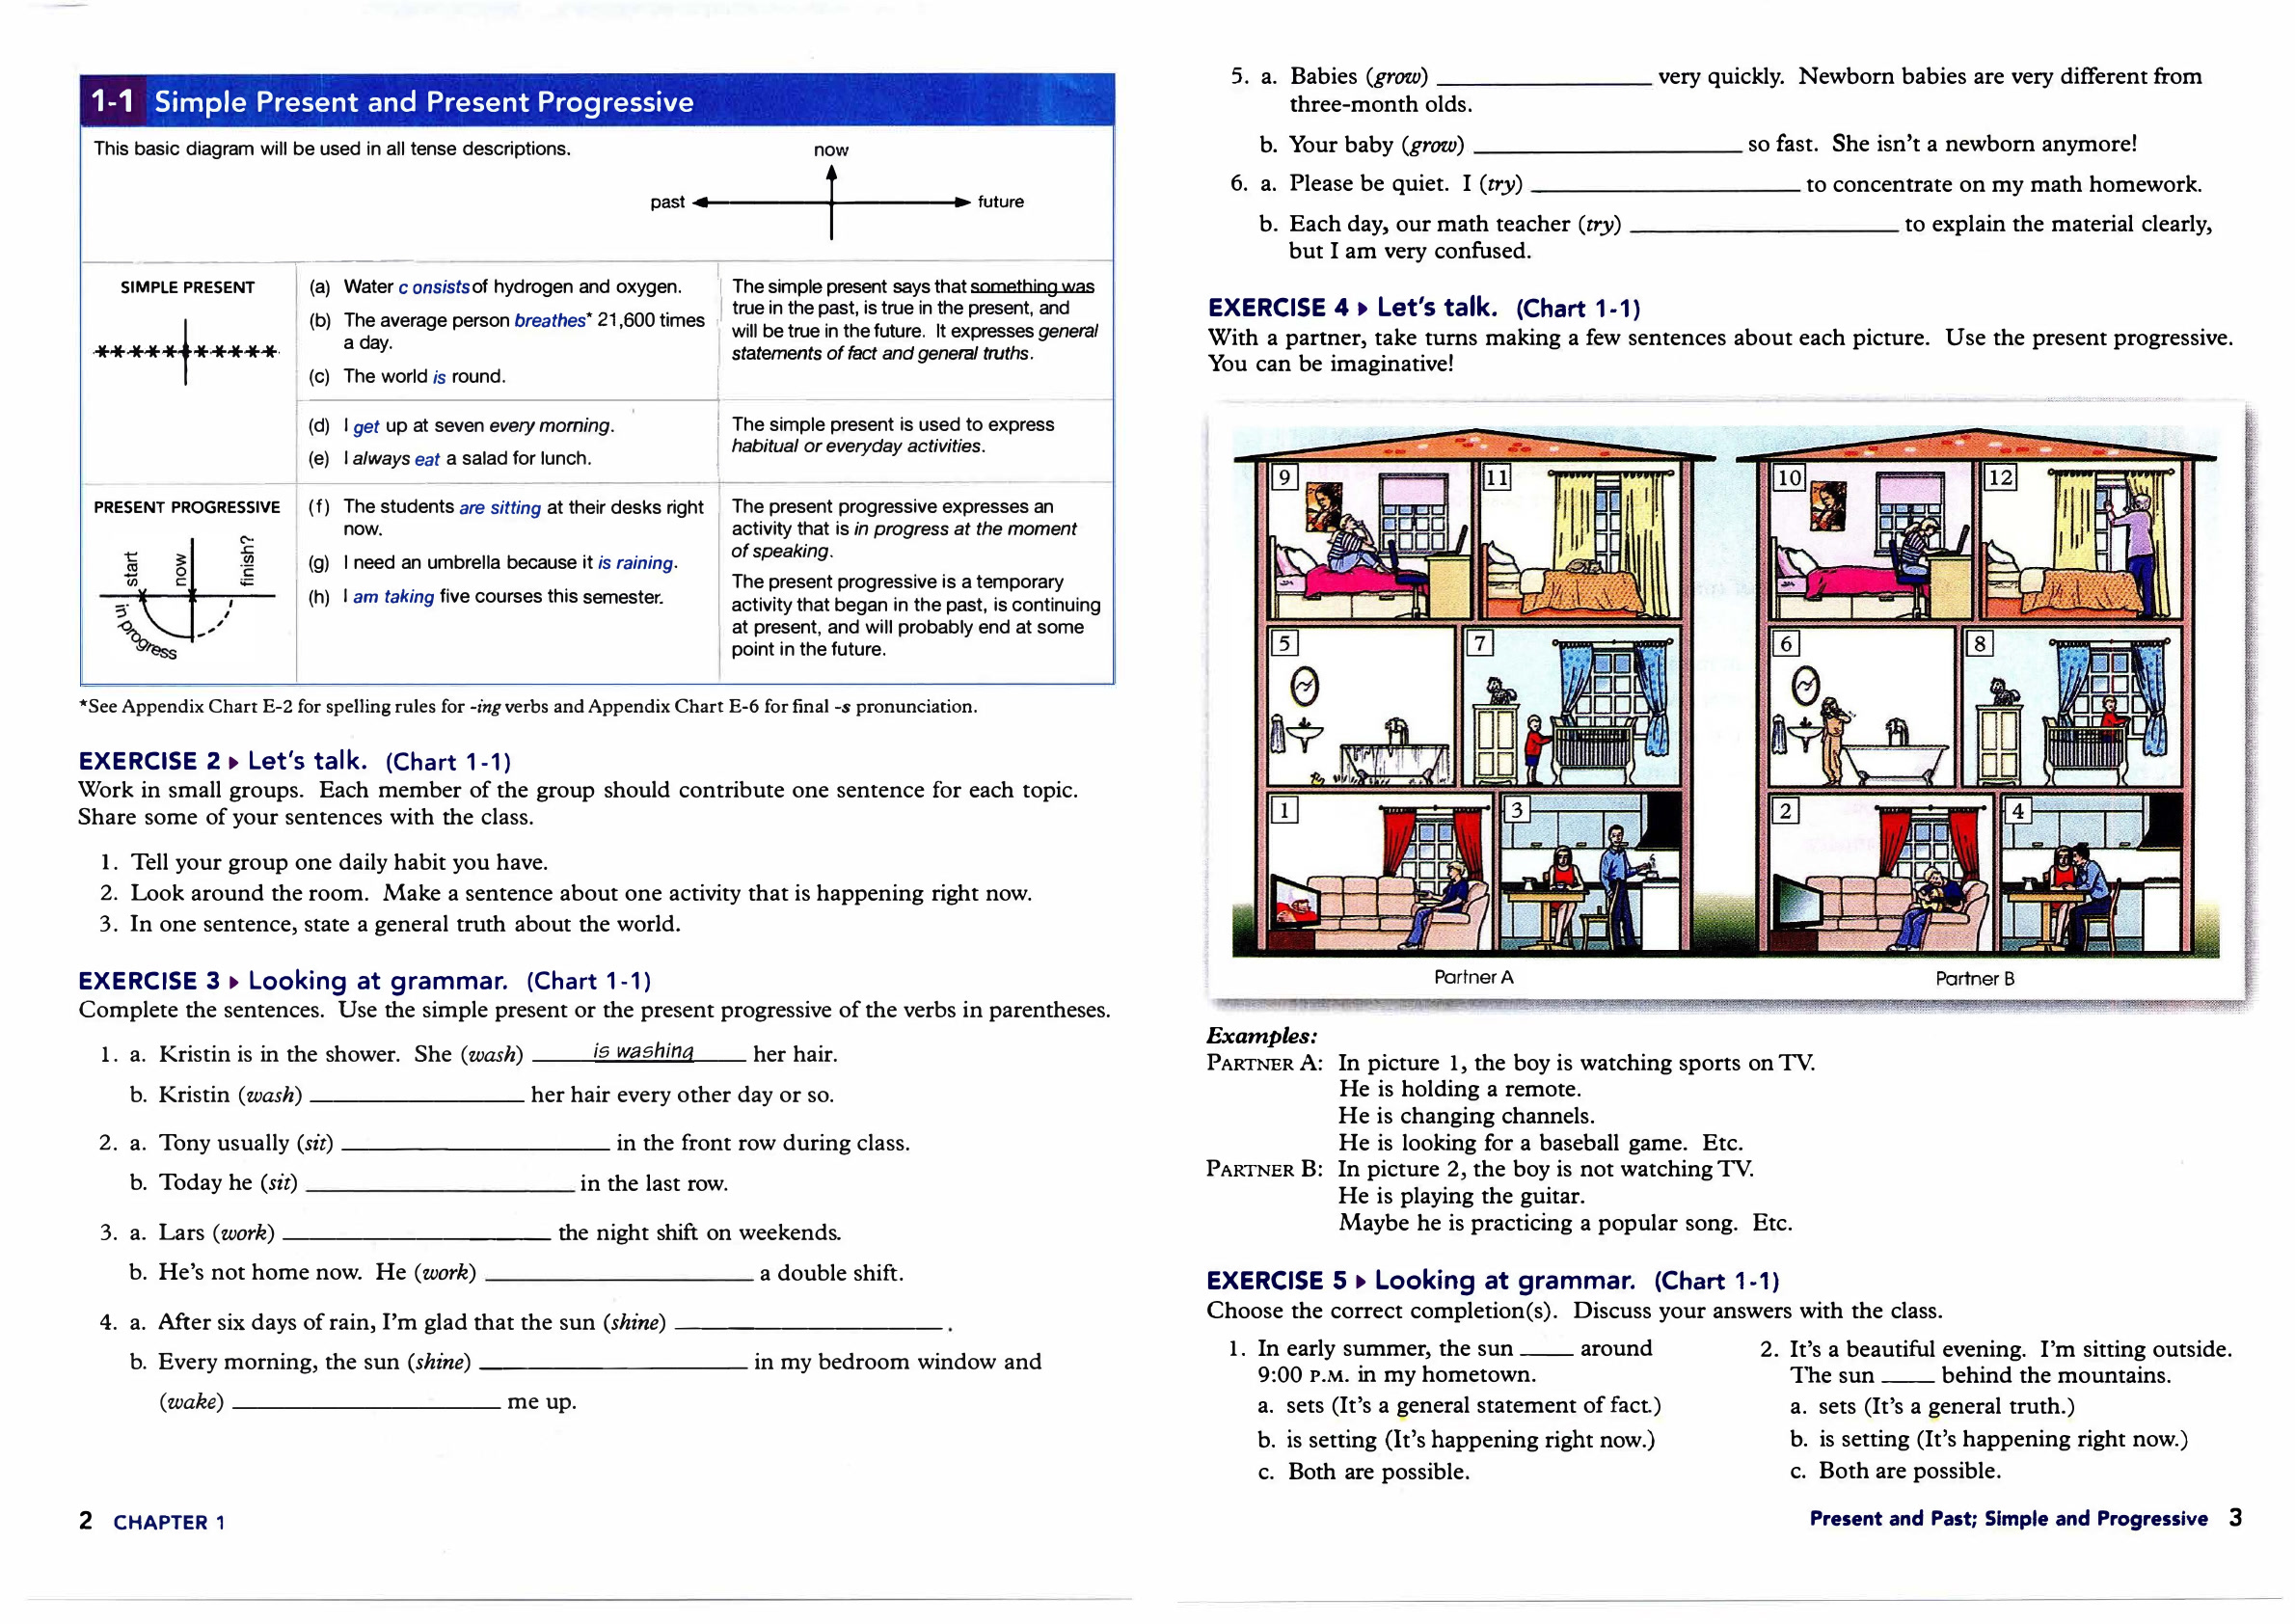 1-1 Simple Present and Present Progressive
This basic diagram will be used in all tense descriptions.
now
past
future
SIMPLE PRESENT
(a) Water c onsists of hydrogen and oxygen.
(b) The average person breathes* 21,600 times
a day.
(c) The world is round.
The simple present says that something was
true in the past, is true in the present, and
will be true in the future. It expresses general
statements of fact and general truths.
(d) I get up at seven every morning.
(e) I always eat a salad for lunch.
The simple present is used to express
habitual or everyday activities.
PRESENT PROGRESSIVE
start
now
finish?
in progress
(f) The students are sitting at their desks right
now.
(g) I need an umbrella because it is raining.
(h) I am taking five courses this semester.
The present progressive expresses an
activity that is in progress at the moment
of speaking.
The present progressive is a temporary
activity that began in the past, is continuing
at present, and will probably end at some
point in the future.
*See Appendix Chart E-2 for spelling rules for -ing verbs and Appendix Chart E-6 for final -s pronunciation.
EXERCISE 2 ▸ Let's talk. (Chart 1-1)
Work in small groups. Each member of the group should contribute one sentence for each topic.
Share some of your sentences with the class.
1. Tell your group one daily habit you have.
2. Look around the room. Make a sentence about one activity that is happening right now.
3. In one sentence, state a general truth about the world.
EXERCISE 3 ▸ Looking at grammar. (Chart 1-1)
Complete the sentences. Use the simple present or the present progressive of the verbs in parentheses.
1. a. Kristin is in the shower. She (wash) is washing her hair.
b. Kristin (wash) ____ her hair every other day or so.
2. a. Tony usually (sit) ____ in the front row during class.
b. Today he (sit) ____ in the last row.
3. a. Lars (work) ____ the night shift on weekends.
b. He's not home now. He (work) ____ a double shift.
4. a. After six days of rain, I'm glad that the sun (shine) ____ .
b. Every morning, the sun (shine) ____ in my bedroom window and
(wake) ____ me up.
2 CHAPTER 1
5. a. Babies (grow) ____ very quickly. Newborn babies are very different from
three-month olds.
b. Your baby (grow) ____ so fast. She isn't a newborn anymore!
6. a. Please be quiet. I (try) ____ to concentrate on my math homework.
b. Each day, our math teacher (try) ____ to explain the material clearly,
but I am very confused.
EXERCISE 4 ▸ Let's talk. (Chart 1-1)
With a partner, take turns making a few sentences about each picture. Use the present progressive.
You can be imaginative!
9 11
5 7
1 3
Partner A
10 12
6 8
2 4
Partner B
Examples:
PARTNER A: In picture 1, the boy is watching sports on TV.
He is holding a remote.
He is changing channels.
He is looking for a baseball game. Etc.
PARTNER B: In picture 2, the boy is not watching TV.
He is playing the guitar.
Maybe he is practicing a popular song. Etc.
EXERCISE 5 ▸ Looking at grammar. (Chart 1-1)
Choose the correct completion(s). Discuss your answers with the class.
1. In early summer, the sun ____ around
9:00 P.M. in my hometown.
a. sets (It's a general statement of fact.)
b. is setting (It's happening right now.)
c. Both are possible.
2. It's a beautiful evening. I'm sitting outside.
The sun ____ behind the mountains.
a. sets (It's a general truth.)
b. is setting (It's happening right now.)
c. Both are possible.
Present and Past; Simple and Progressive 3